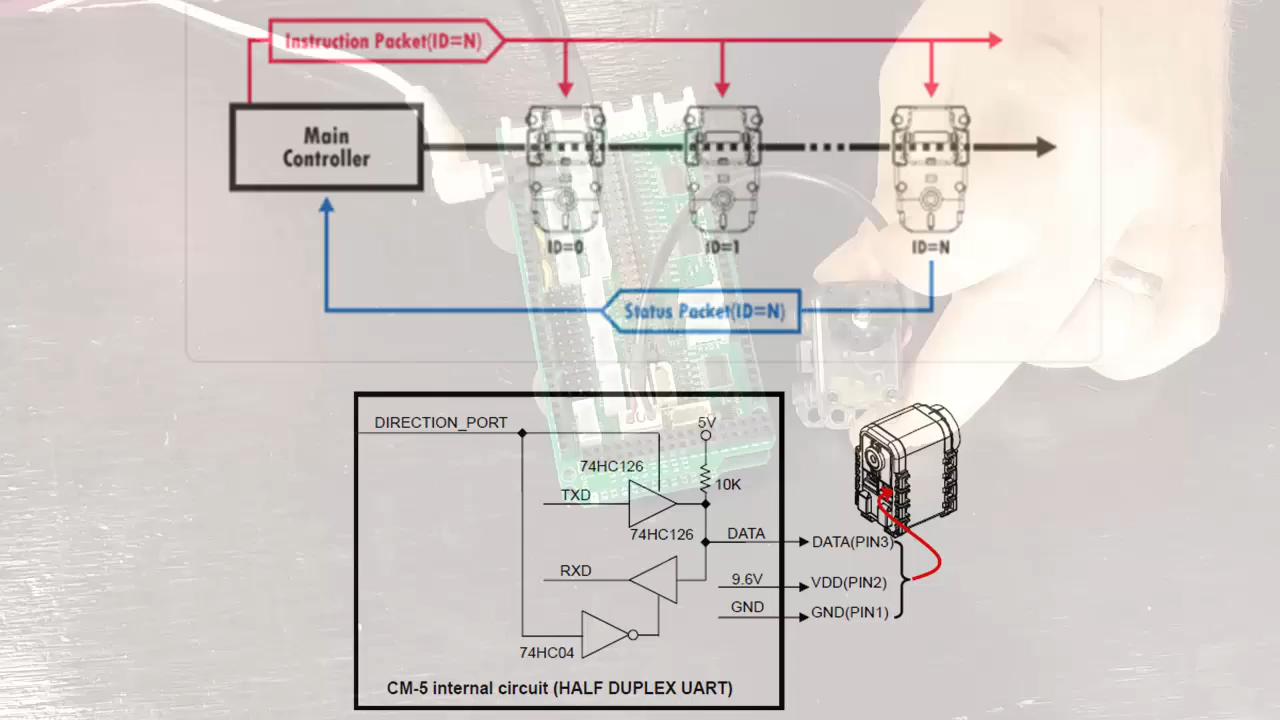 Instruction Packet(ID=N)
Main
Controller
ID=0
ID=1
ID=N
Status Packet(ID=N)
DIRECTION_PORT
5V
74HC126
10K
TXD
74HC126
DATA
DATA(PIN3)
RXD
9.6V
VDD(PIN2)
GND
GND(PIN1)
74HC04
CM-5 internal circuit (HALF DUPLEX UART)